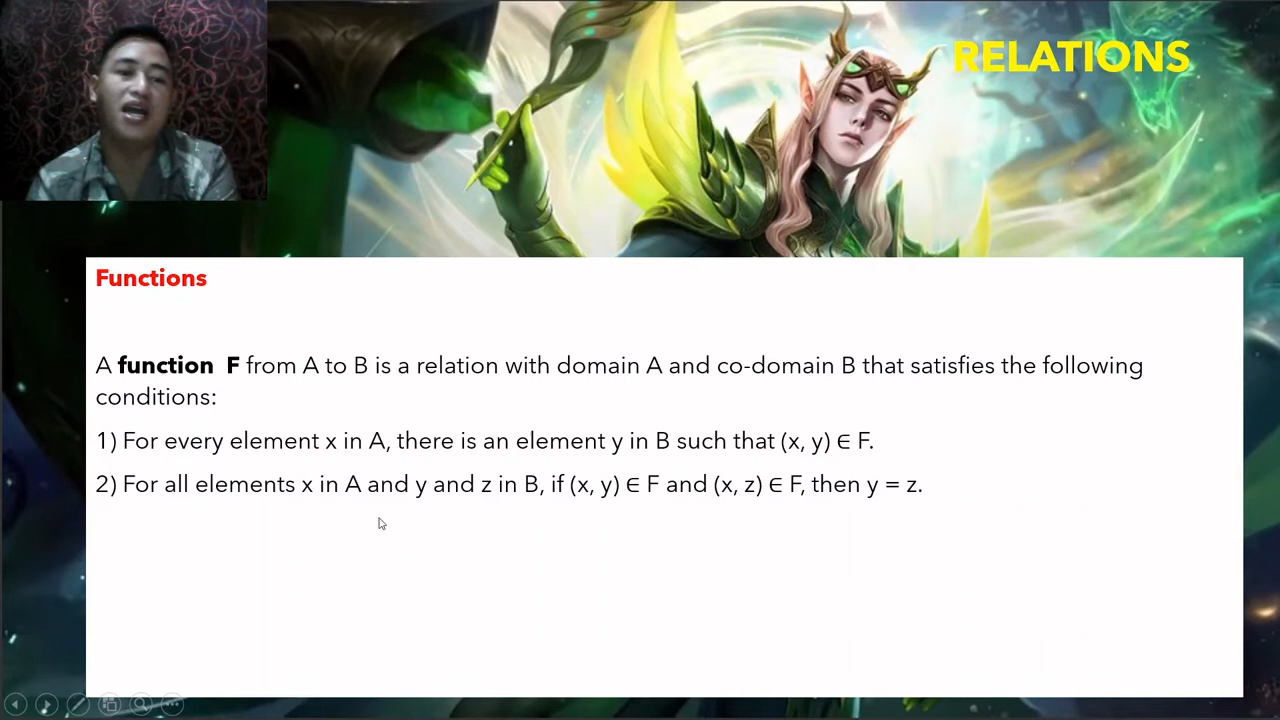 RELATIONS
Functions
A function F from A to B is a relation with domain A and co-domain B that satisfies the following
conditions:
1) For every element x in A, there is an element y in B such that (x, y) ∈ F.
2) For all elements x in A and y and z in B, if (x, y) ∈ F and (x, z) ∈ F, then y = z.